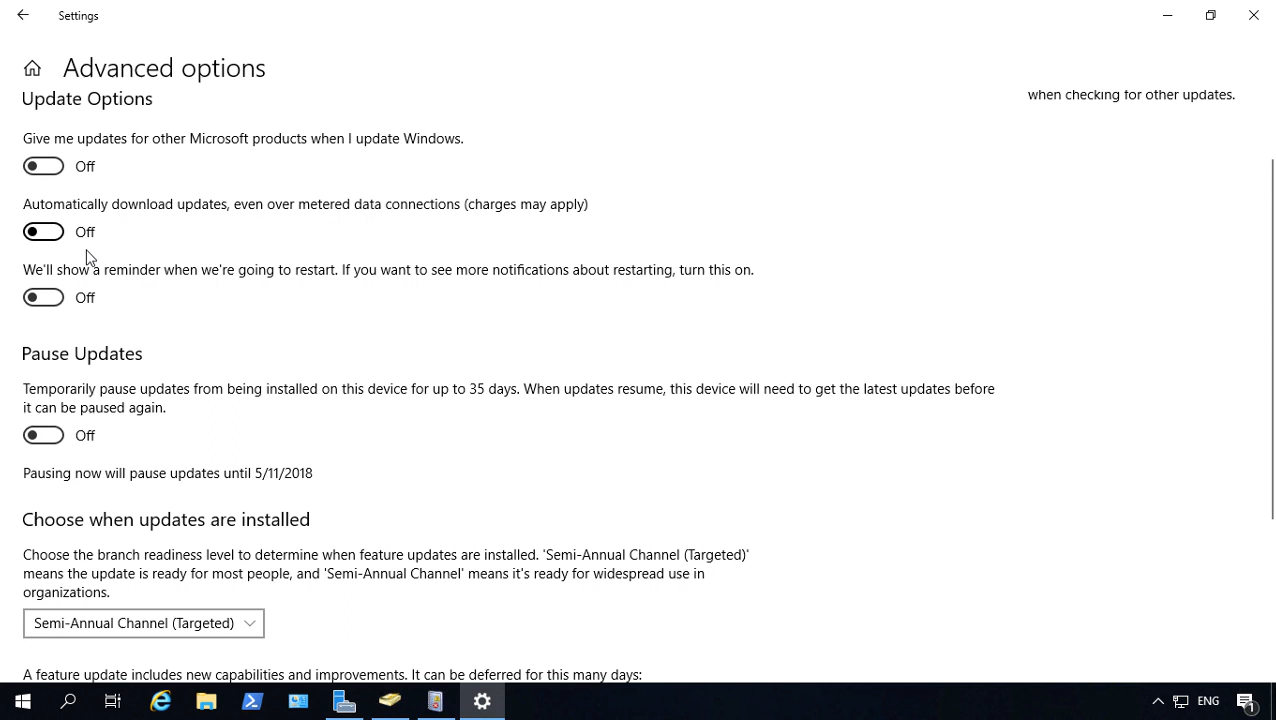 Settings
Advanced options
Update Options
when checking for other updates.
Give me updates for other Microsoft products when I update Windows.
Off
Automatically download updates, even over metered data connections (charges may apply)
Off
We'll show a reminder when we're going to restart. If you want to see more notifications about restarting, turn this on.
Off
Pause Updates
Temporarily pause updates from being installed on this device for up to 35 days. When updates resume, this device will need to get the latest updates before
it can be paused again.
Off
Pausing now will pause updates until 5/11/2018
Choose when updates are installed
Choose the branch readiness level to determine when feature updates are installed. 'Semi-Annual Channel (Targeted)'
means the update is ready for most people, and 'Semi-Annual Channel' means it's ready for widespread use in
organizations.
Semi-Annual Channel (Targeted)
A feature update includes new capabilities and improvements. It can be deferred for this many days:
ENG
1